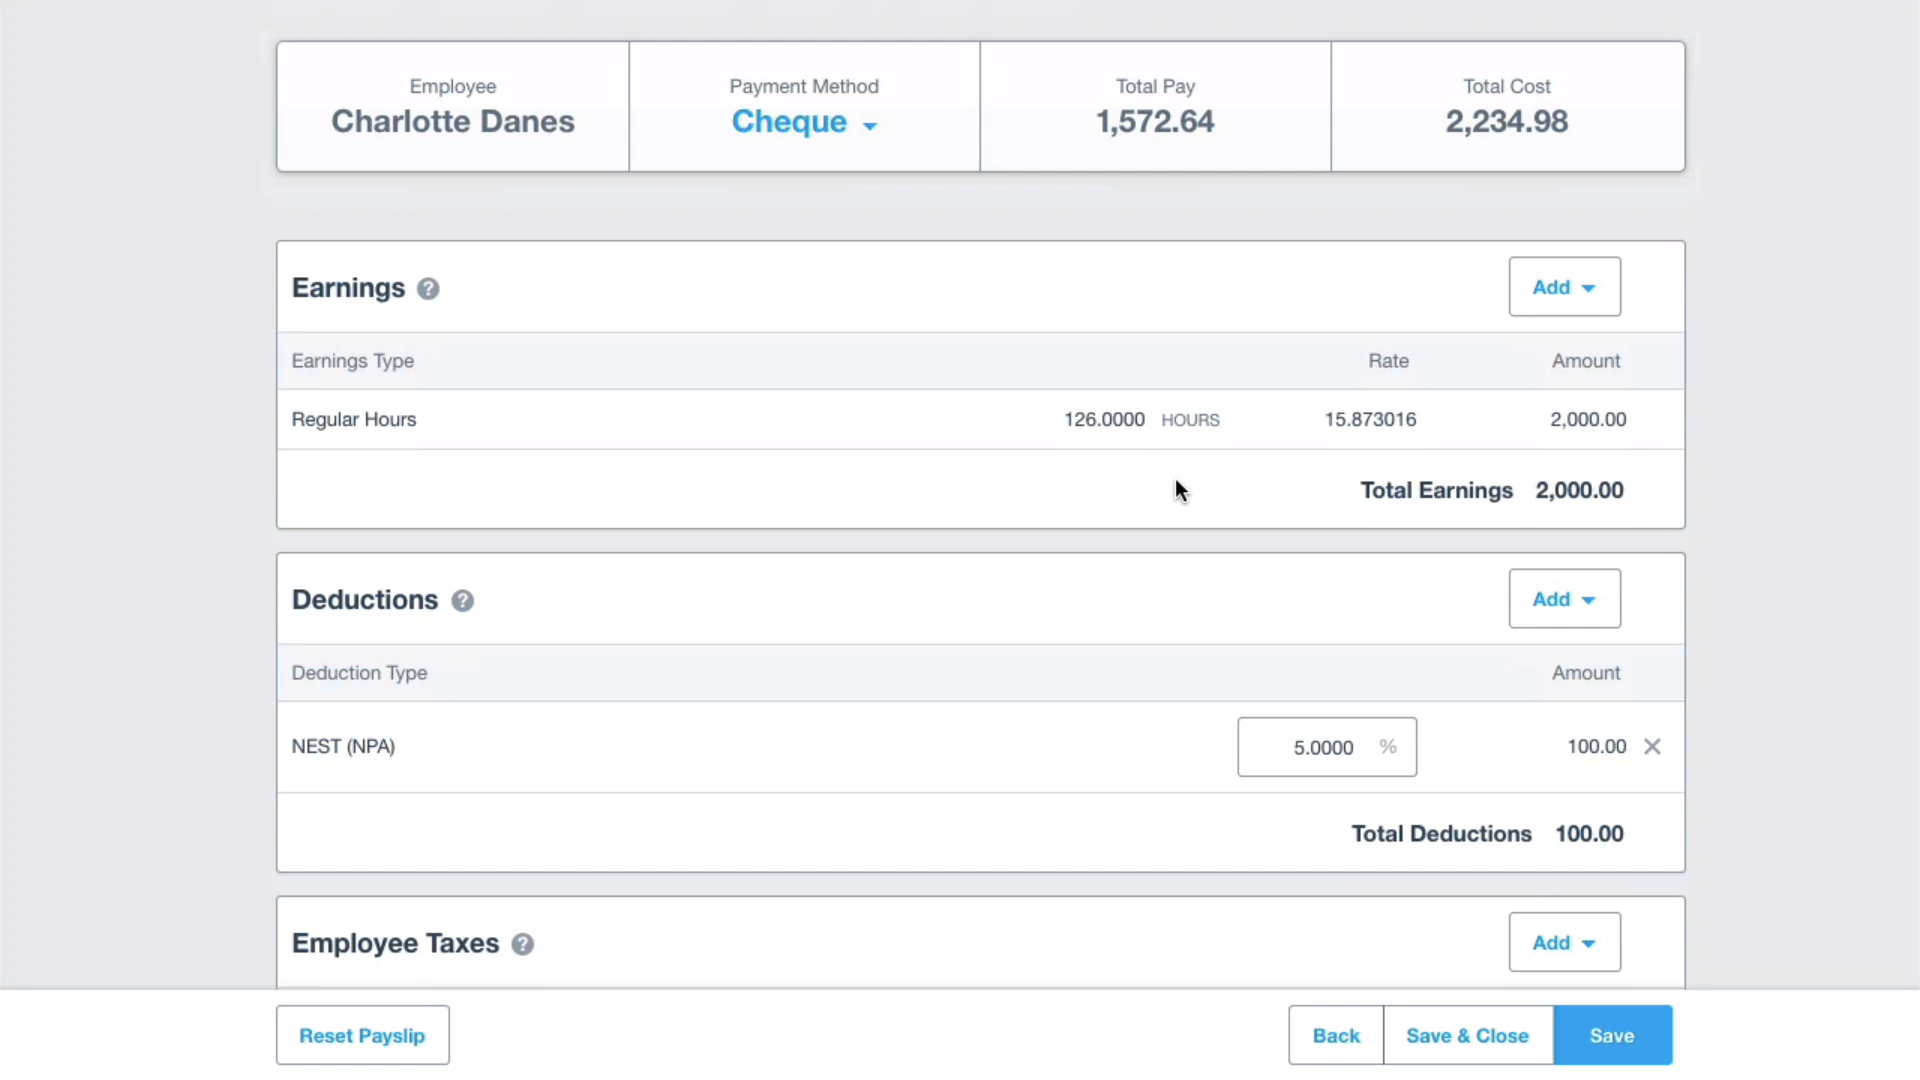 Employee
Charlotte Danes
Payment Method
Cheque
Total Pay
1,572.64
Total Cost
2,234.98
Earnings ?
Add
Earnings Type Rate Amount
Regular Hours 126.0000 HOURS 15.873016 2,000.00
Total Earnings 2,000.00
Deductions ?
Add
Deduction Type Amount
NEST (NPA) 5.0000 % 100.00
Total Deductions 100.00
Employee Taxes ?
Add
Reset Payslip Back Save & Close Save